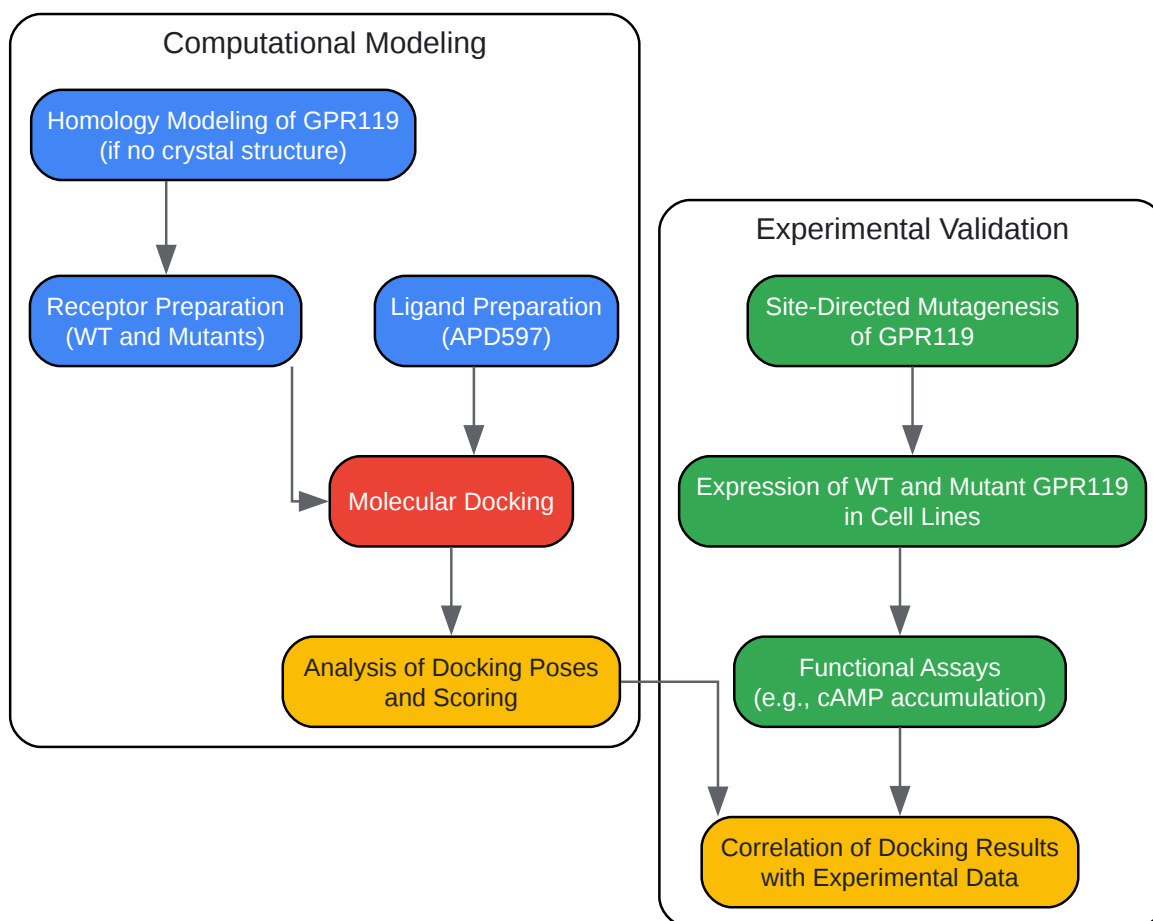 Computational Modeling
Homology Modeling of GPR119
(if no crystal structure)
Receptor Preparation
(WT and Mutants)
Ligand Preparation
(APD597)
Molecular Docking
Analysis of Docking Poses
and Scoring
Experimental Validation
Site-Directed Mutagenesis
of GPR119
Expression of WT and Mutant GPR119
in Cell Lines
Functional Assays
(e.g., cAMP accumulation)
Correlation of Docking Results
with Experimental Data